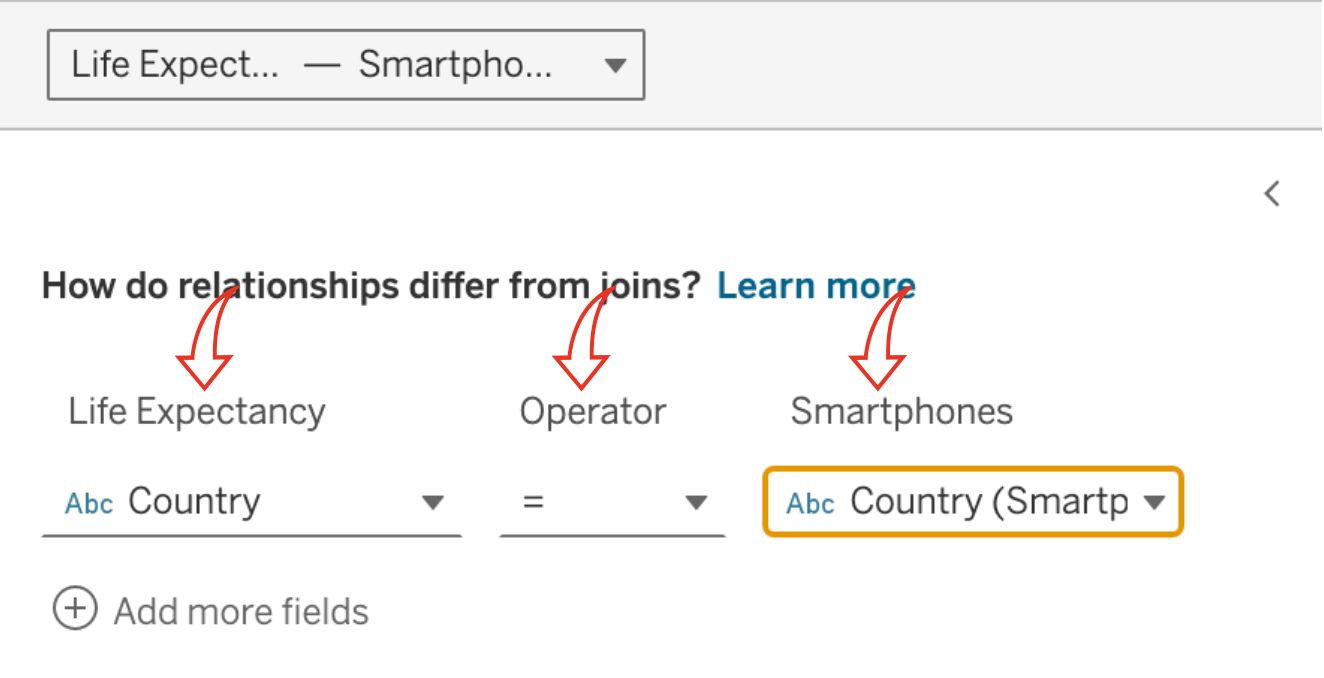 Life Expect... — Smartpho...
How do relationships differ from joins? Learn more
Life Expectancy Operator Smartphones
Abc Country = Abc Country (Smartp
Add more fields